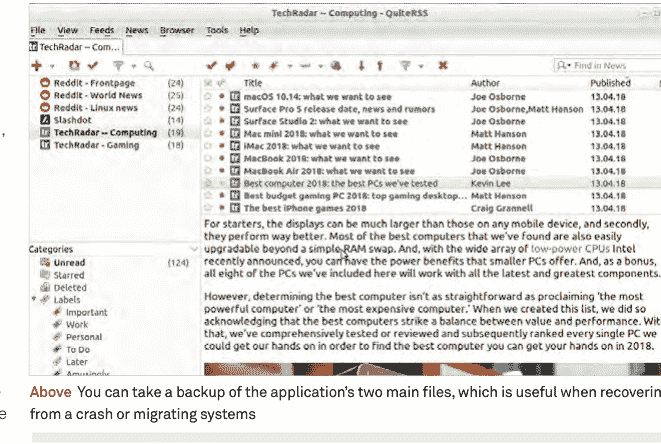 TechRadar — Computing - QuiteRSS
File View Feeds News Browser Tools Help
TechRadar — Com...
Find in News
Title Author Published
Reddit - Frontpage (24)
Reddit - World News (25)
Reddit - Linux news (24)
Slashdot (14)
TechRadar — Computing (19)
TechRadar - Gaming (18)
macOS 10.14: what we want to see Joe Osborne 13.04.18
Surface Pro 5 release date, news and rumors Joe Osborne,Matt Hanson 13.04.18
Surface Studio 2: what we want to see Joe Osborne 13.04.18
Mac mini 2018: what we want to see Matt Hanson 13.04.18
iMac 2018: what we want to see Matt Hanson 13.04.18
MacBook 2018: what we want to see Joe Osborne 13.04.18
MacBook Air 2018: what we want to see Joe Osborne 13.04.18
Best computer 2018: the best PCs we've tested Kevin Lee 13.04.18
Best budget gaming PC 2018: top gaming desktop... Matt Hanson 13.04.18
The best iPhone games 2018 Craig Grannell 13.04.18
For starters, the displays can be much larger than those on any mobile device, and secondly,
they perform way better. Most of the best computers that we've found are also easily
upgradable beyond a simple RAM swap. And, with the wide array of low-power CPUs Intel
recently announced, you can have the power benefits that smaller PCs offer. And, as a bonus,
all eight of the PCs we've included here will work with all the latest and greatest components.
However, determining the best computer isn't as straightforward as proclaiming 'the most
powerful computer' or 'the most expensive computer.' When we created this list, we did so
acknowledging that the best computers strike a balance between value and performance. Wit
that, we've comprehensively tested or reviewed and subsequently ranked every single PC we
could get our hands on in order to find the best computer you can get your hands on in 2018.
Categories
Unread (124)
Starred
Deleted
Labels
Important
Work
Personal
To Do
Later
Amusingly
Above You can take a backup of the application's two main files, which is useful when recoverin
from a crash or migrating systems